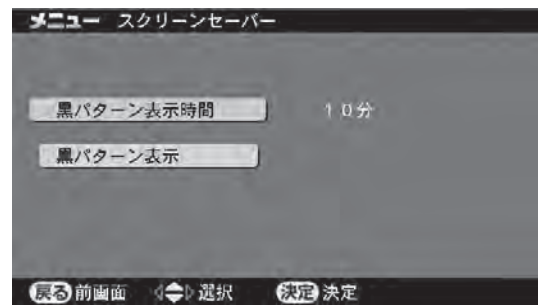 メニュー スクリーンセーバー
黒パターン表示時間 10分
黒パターン表示
戻る 前画面 選択 決定 決定